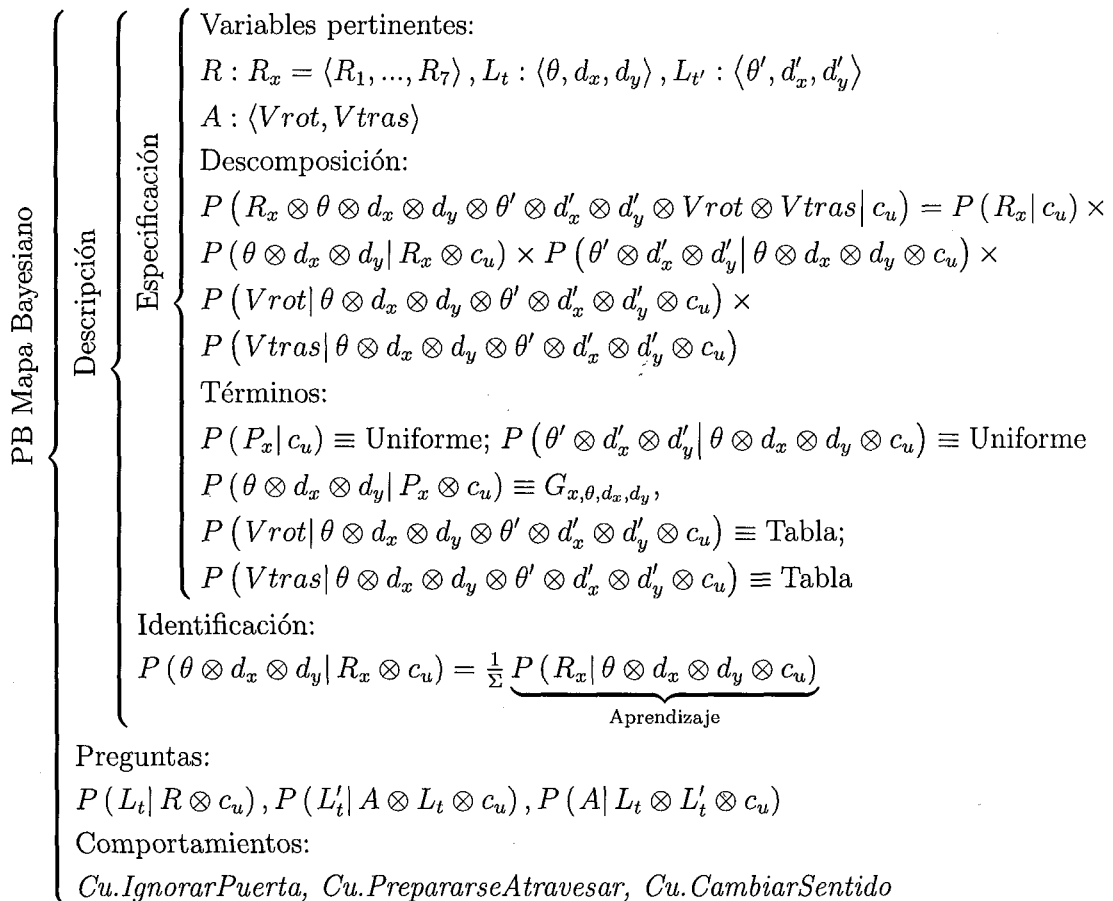 PB Mapa Bayesiano
Descripción
Especificación
Variables pertinentes:
R : R_x = ⟨R_1, ..., R_7⟩ , L_t : ⟨θ, d_x, d_y⟩ , L_{t'} : ⟨θ', d'_x, d'_y⟩
A : ⟨Vrot, Vtras⟩
Descomposición:
P (R_x ⊗ θ ⊗ d_x ⊗ d_y ⊗ θ' ⊗ d'_x ⊗ d'_y ⊗ Vrot ⊗ Vtras| c_u) = P (R_x| c_u) ×
P (θ ⊗ d_x ⊗ d_y| R_x ⊗ c_u) × P (θ' ⊗ d'_x ⊗ d'_y| θ ⊗ d_x ⊗ d_y ⊗ c_u) ×
P (Vrot| θ ⊗ d_x ⊗ d_y ⊗ θ' ⊗ d'_x ⊗ d'_y ⊗ c_u) ×
P (Vtras| θ ⊗ d_x ⊗ d_y ⊗ θ' ⊗ d'_x ⊗ d'_y ⊗ c_u)
Términos:
P (P_x| c_u) ≡ Uniforme; P (θ' ⊗ d'_x ⊗ d'_y| θ ⊗ d_x ⊗ d_y ⊗ c_u) ≡ Uniforme
P (θ ⊗ d_x ⊗ d_y| P_x ⊗ c_u) ≡ G_{x,θ,d_x,d_y},
P (Vrot| θ ⊗ d_x ⊗ d_y ⊗ θ' ⊗ d'_x ⊗ d'_y ⊗ c_u) ≡ Tabla;
P (Vtras| θ ⊗ d_x ⊗ d_y ⊗ θ' ⊗ d'_x ⊗ d'_y ⊗ c_u) ≡ Tabla
Identificación:
P (θ ⊗ d_x ⊗ d_y| R_x ⊗ c_u) = 1/Σ P (R_x| θ ⊗ d_x ⊗ d_y ⊗ c_u)
Aprendizaje
Preguntas:
P (L_t| R ⊗ c_u) , P (L'_t| A ⊗ L_t ⊗ c_u) , P (A| L_t ⊗ L'_t ⊗ c_u)
Comportamientos:
Cu.IgnorarPuerta, Cu.PrepararseAtravesar, Cu.CambiarSentido